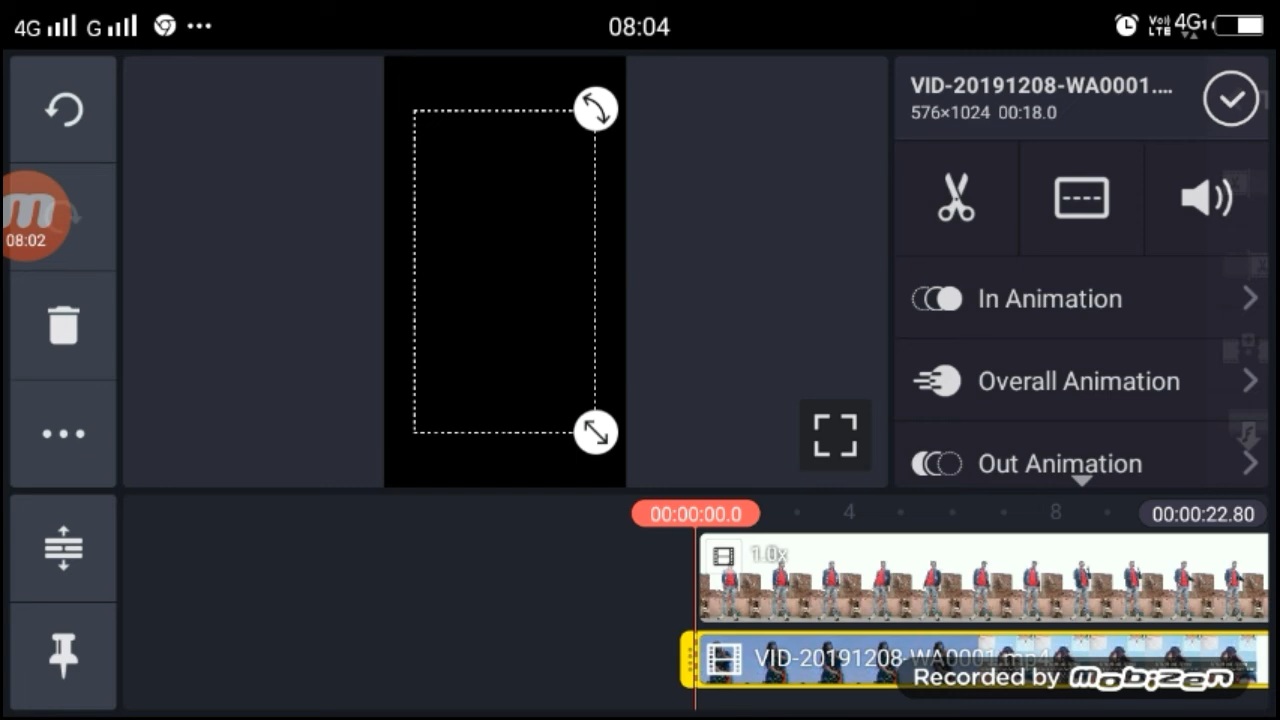 4G G 08:04 VoLTE 4G1
VID-20191208-WA0001....
576×1024 00:18.0
m
08:02
In Animation
Overall Animation
Out Animation
00:00:00.0 4 8 00:00:22.80
1.0x
VID-20191208-WA0001.mp4
Recorded by mobizen